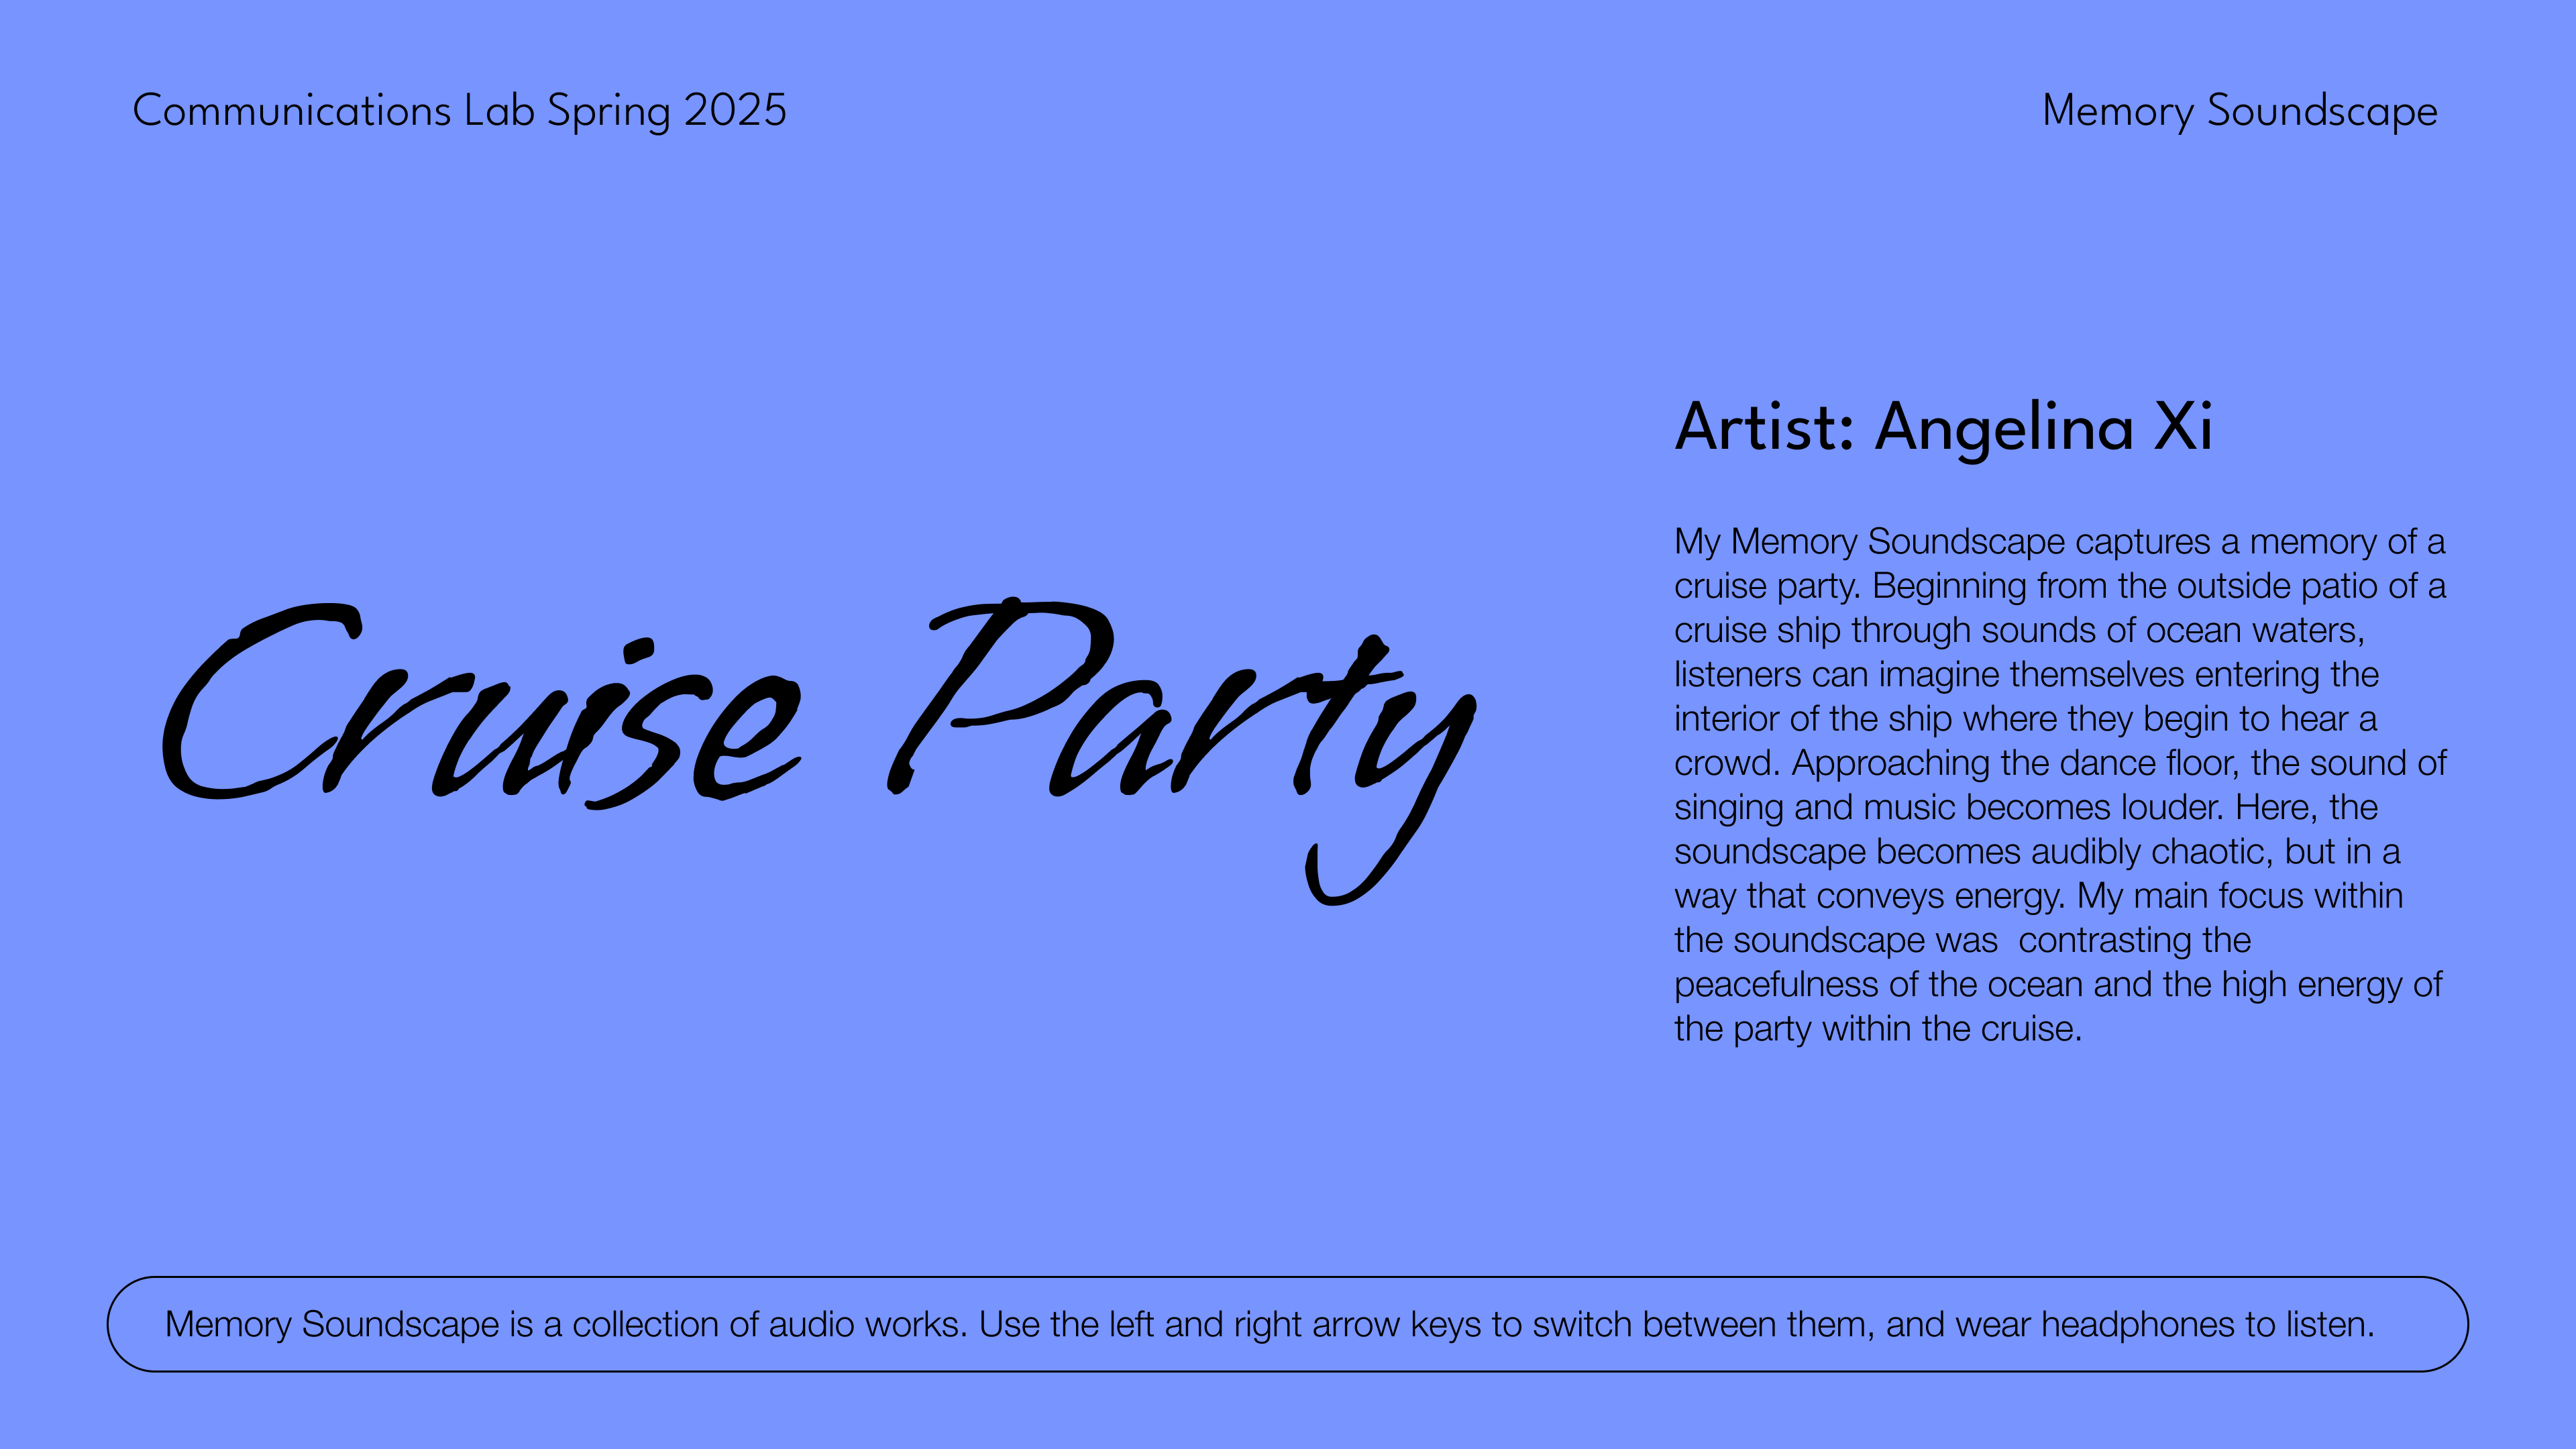 Communications Lab Spring 2025
Memory Soundscape
Cruise Party
Artist: Angelina Xi
My Memory Soundscape captures a memory of a
cruise party. Beginning from the outside patio of a
cruise ship through sounds of ocean waters,
listeners can imagine themselves entering the
interior of the ship where they begin to hear a
crowd. Approaching the dance floor, the sound of
singing and music becomes louder. Here, the
soundscape becomes audibly chaotic, but in a
way that conveys energy. My main focus within
the soundscape was  contrasting the
peacefulness of the ocean and the high energy of
the party within the cruise.
Memory Soundscape is a collection of audio works. Use the left and right arrow keys to switch between them, and wear headphones to listen.